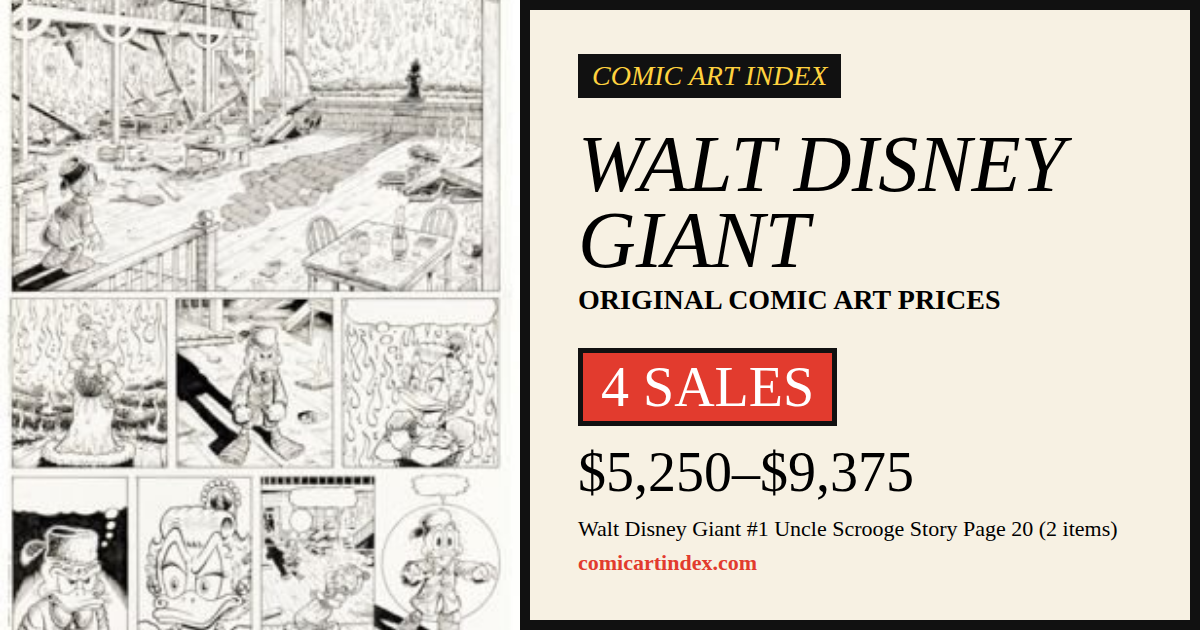 COMIC ART INDEX
WALT DISNEY
GIANT
ORIGINAL COMIC ART PRICES
4 SALES
$5,250–$9,375
Walt Disney Giant #1 Uncle Scrooge Story Page 20 (2 items)
comicartindex.com